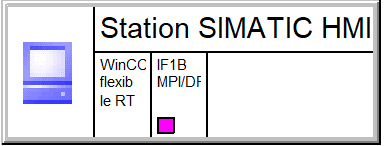 Station SIMATIC HMI
WinCC
flexib
le RT
IF1B
MPI/DP